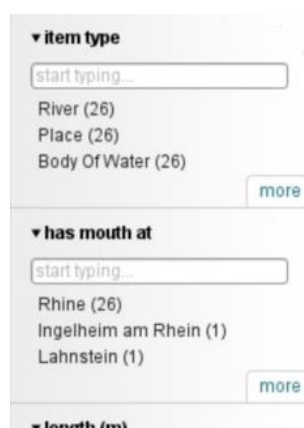 ▾ item type
start typing...
River (26)
Place (26)
Body Of Water (26)
more
▾ has mouth at
start typing...
Rhine (26)
Ingelheim am Rhein (1)
Lahnstein (1)
more
▾ length (m)